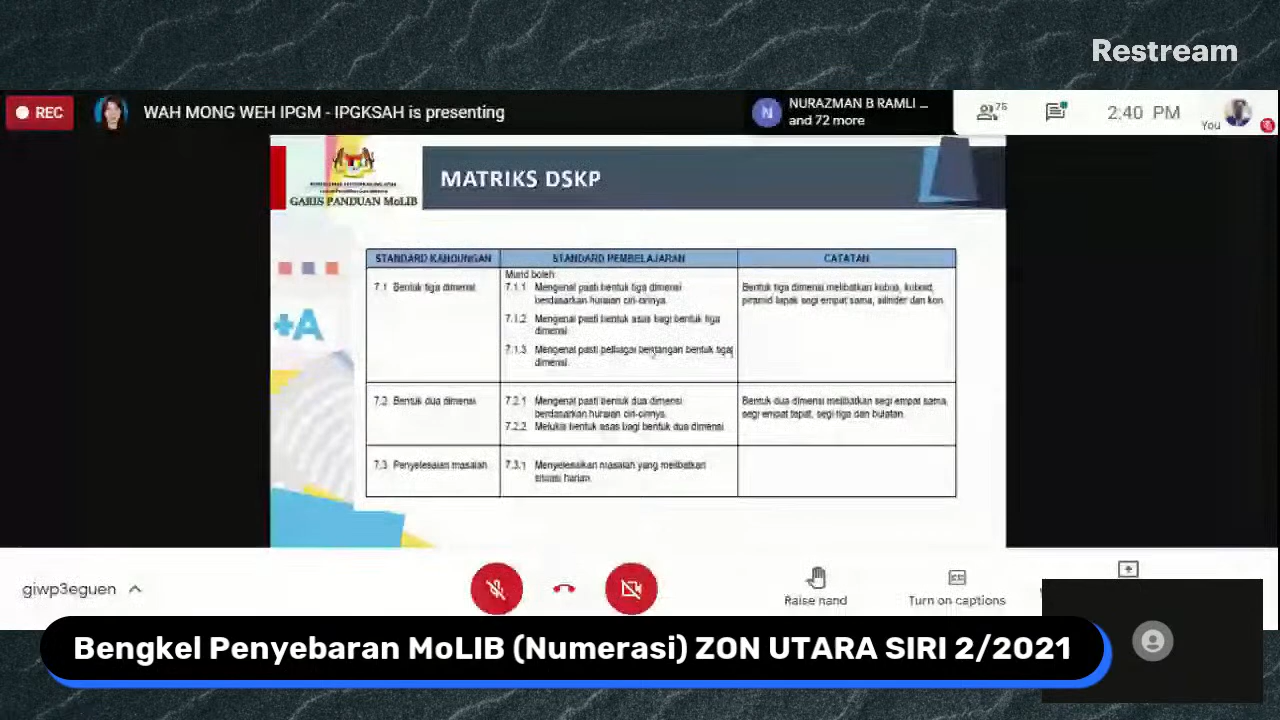 Restream
REC
WAH MONG WEH IPGM - IPGKSAH is presenting
N
NURAZMAN B RAMLI ...
and 72 more
75
2:40 PM
You
GARIS PANDUAN MoLIB
MATRIKS DSKP
STANDARD KANDUNGAN STANDARD PEMBELAJARAN CATATAN
Murid boleh
7.1 Bentuk tiga dimensi 7.1.1 Mengenal pasti bentuk tiga dimensi Bentuk tiga dimensi melibatkan kubus, kuboid,
berdasarkan huraian ciri-cirinya. piramid tapak segi empat sama, silinder dan kon.
7.1.2 Mengenal pasti bentuk asas bagi bentuk tiga
dimensi.
7.1.3 Mengenal pasti pelbagai bentangan bentuk tiga
dimensi.
7.2 Bentuk dua dimensi 7.2.1 Mengenal pasti bentuk dua dimensi Bentuk dua dimensi melibatkan segi empat sama,
berdasarkan huraian ciri-cirinya. segi empat tepat, segi tiga dan bulatan.
7.2.2 Melukis bentuk asas bagi bentuk dua dimensi
7.3 Penyelesaian masalah 7.3.1 Menyelesaikan masalah yang melibatkan
situasi harian.
+A
giwp3eguen
Raise hand
Turn on captions
Bengkel Penyebaran MoLIB (Numerasi) ZON UTARA SIRI 2/2021